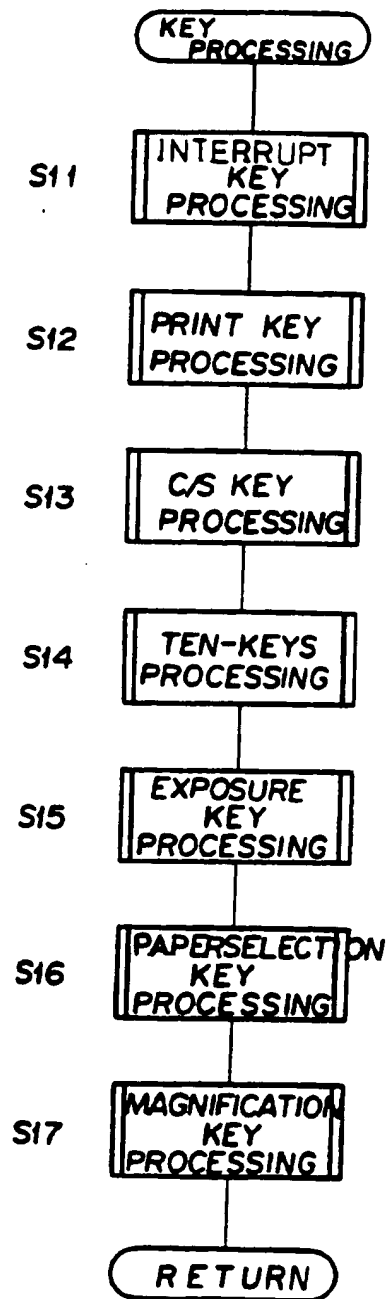 KEY
PROCESSING
S11
INTERRUPT
KEY
PROCESSING
S12
PRINT KEY
PROCESSING
S13
C/S KEY
PROCESSING
S14
TEN-KEYS
PROCESSING
S15
EXPOSURE
KEY
PROCESSING
S16
PAPERSELECTION
KEY
PROCESSING
S17
MAGNIFICATION
KEY
PROCESSING
RETURN